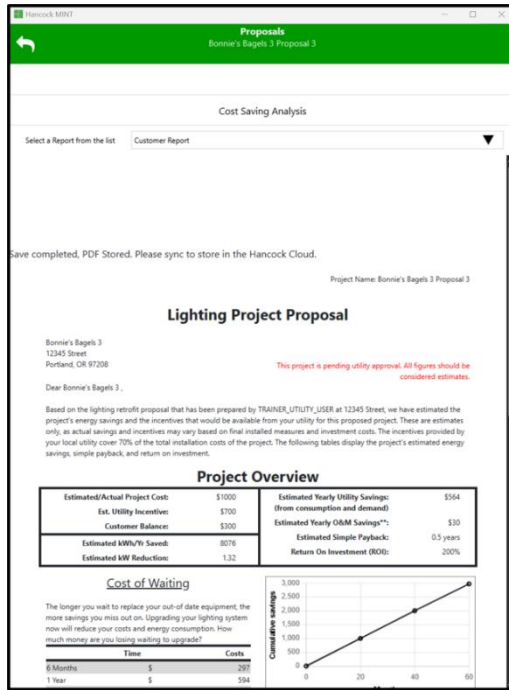 Hancock MINT
Proposals
Bonnie's Bagels 3 Proposal 3
Cost Saving Analysis
Select a Report from the list Customer Report
Save completed, PDF Stored. Please sync to store in the Hancock Cloud.
Project Name: Bonnie's Bagels 3 Proposal 3
Lighting Project Proposal
Bonnie's Bagels 3
12345 Street
Portland, OR 97208
This project is pending utility approval. All figures should be
considered estimates.
Dear Bonnie's Bagels 3 ,
Based on the lighting retrofit proposal that has been prepared by TRAINER_UTILITY_USER at 12345 Street, we have estimated the
project's energy savings and the incentives that would be available from your utility for this proposed project. These are estimates
only, as actual savings and incentives may vary based on final installed measures and investment costs. The incentives provided by
your local utility cover 70% of the total installation costs of the project. The following tables display the project's estimated energy
savings, simple payback, and return on investment.
Project Overview
Estimated/Actual Project Cost: $1000
Est. Utility Incentive: $700
Customer Balance: $300
Estimated kWh/Yr Saved: 8076
Estimated kW Reduction: 1.32
Estimated Yearly Utility Savings: $564
(from consumption and demand)
Estimated Yearly O&M Savings**: $30
Estimated Simple Payback: 0.5 years
Return On Investment (ROI): 200%
Cost of Waiting
The longer you wait to replace your out-of date equipment, the
more savings you miss out on. Upgrading your lighting system
now will reduce your costs and energy consumption. How
much money are you losing waiting to upgrade?
Time Costs
6 Months $ 297
1 Year $ 594
Cumulative savings
3,000
2,500
2,000
1,500
1,000
500
0
0 20 40 60